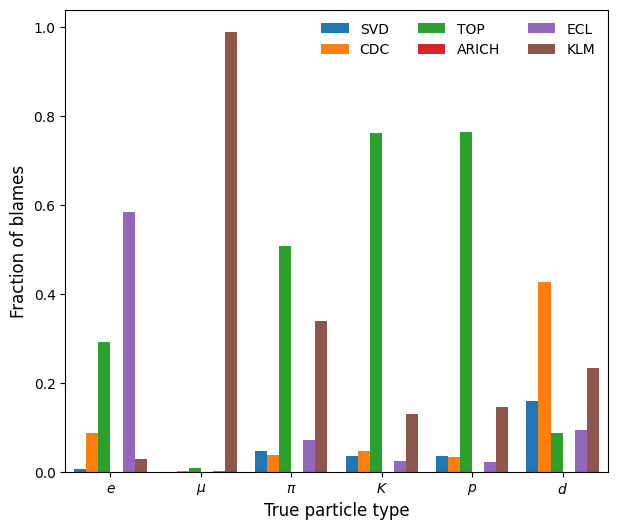 SVD TOP ECL
CDC ARICH KLM
Fraction of blames
1.0
0.8
0.6
0.4
0.2
0.0
e μ π K p d
True particle type